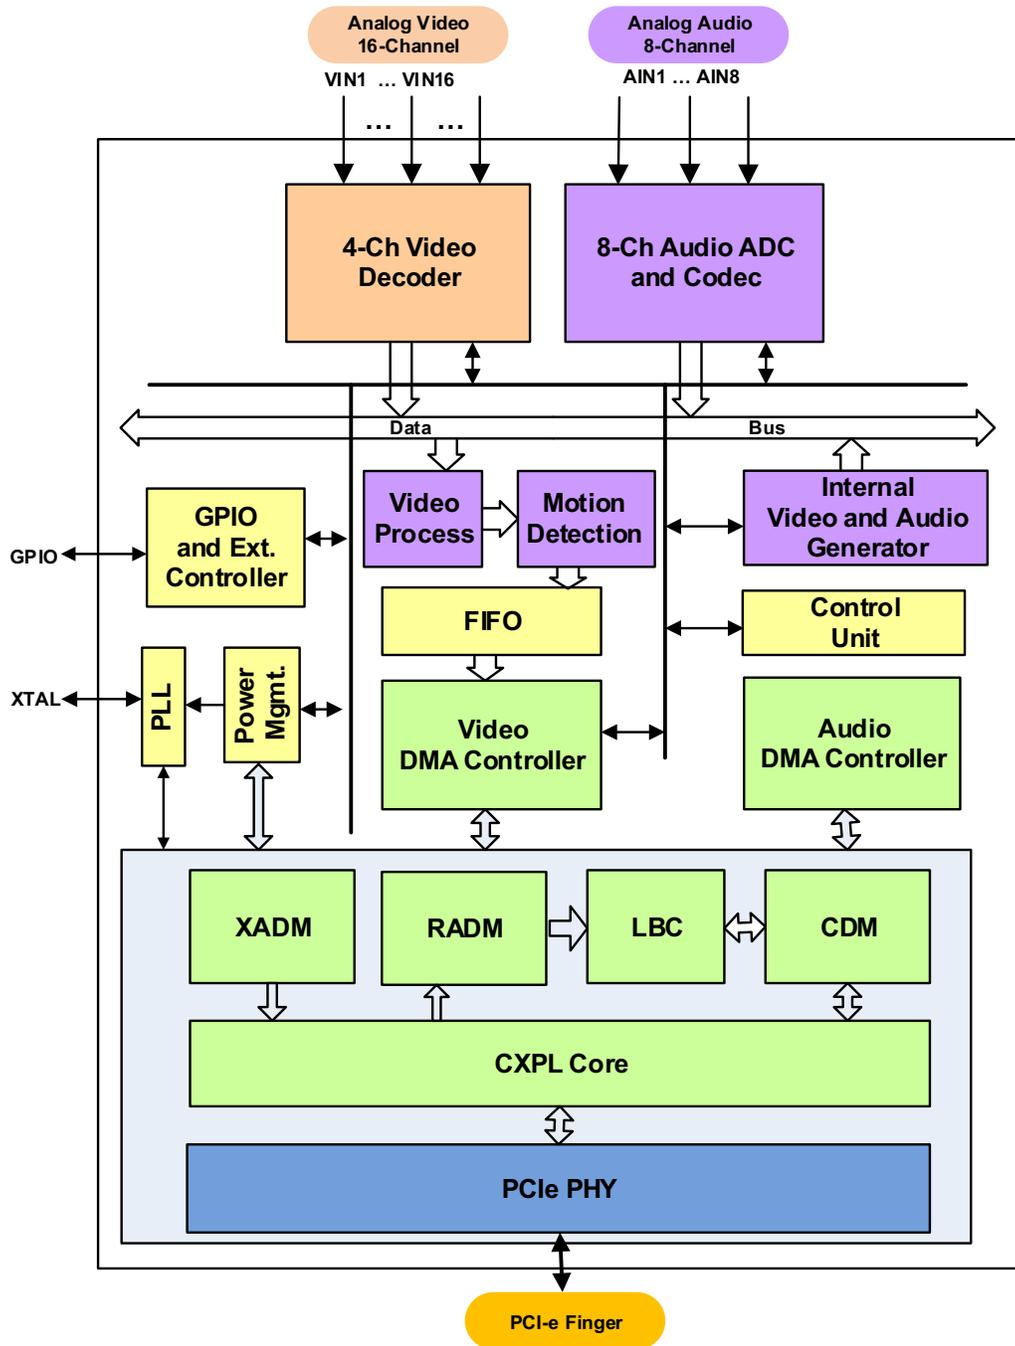 Analog Video
16-Channel
Analog Audio
8-Channel
VIN1 ... VIN16
AIN1 ... AIN8
... ...
4-Ch Video
Decoder
8-Ch Audio ADC
and Codec
Data Bus
GPIO
GPIO
and Ext.
Controller
Video
Process
Motion
Detection
Internal
Video and Audio
Generator
FIFO
Control
Unit
XTAL
PLL
Power
Mgmt.
Video
DMA Controller
Audio
DMA Controller
XADM
RADM
LBC
CDM
CXPL Core
PCIe PHY
PCI-e Finger